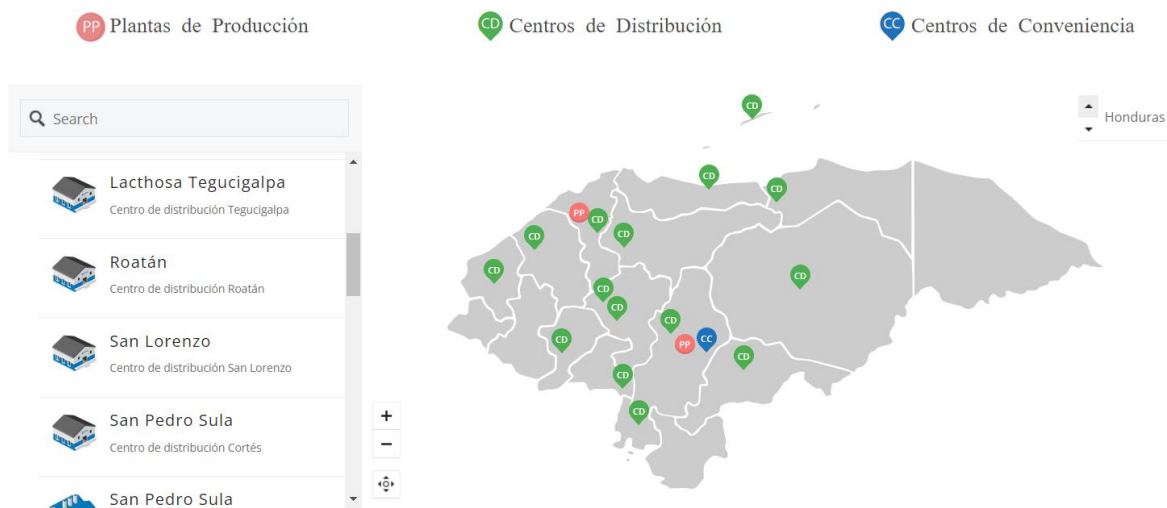 PP Plantas de Producción
CD Centros de Distribución
CC Centros de Conveniencia
Search
Honduras
Lacthosa Tegucigalpa
Centro de distribución Tegucigalpa
Roatán
Centro de distribución Roatán
San Lorenzo
Centro de distribución San Lorenzo
San Pedro Sula
Centro de distribución Cortés
San Pedro Sula
CD
CD
CD
PP
CD
CD
CD
CD
CD
CD
CD
CD
CC
CD
PP
CD
CD
CD
+
−